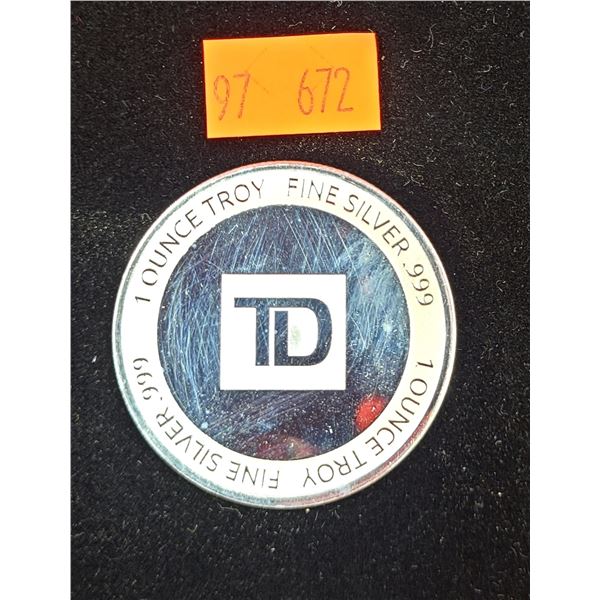 97 672
1 OUNCE TROY FINE SILVER .999
1 OUNCE TROY FINE SILVER .999
TD